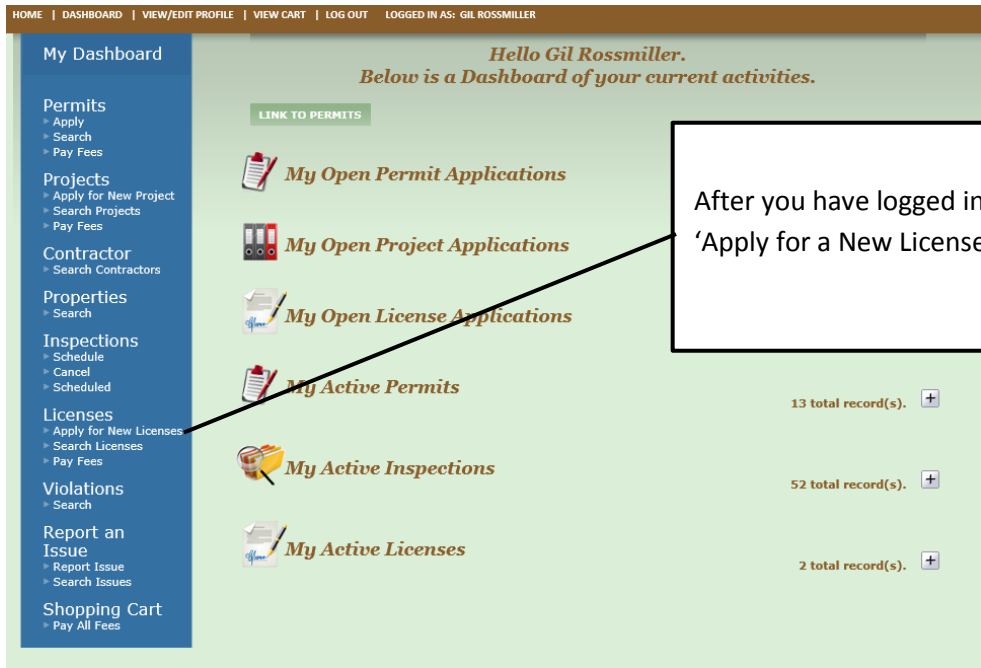 HOME | DASHBOARD | VIEW/EDIT PROFILE | VIEW CART | LOG OUT LOGGED IN AS: GIL ROSSMILLER
My Dashboard
Permits
Apply
Search
Pay Fees
Projects
Apply for New Project
Search Projects
Pay Fees
Contractor
Search Contractors
Properties
Search
Inspections
Schedule
Cancel
Scheduled
Licenses
Apply for New Licenses
Search Licenses
Pay Fees
Violations
Search
Report an
Issue
Report Issue
Search Issues
Shopping Cart
Pay All Fees
Hello Gil Rossmiller.
Below is a Dashboard of your current activities.
LINK TO PERMITS
My Open Permit Applications
My Open Project Applications
My Open License Applications
My Active Permits
13 total record(s).
My Active Inspections
52 total record(s).
My Active Licenses
2 total record(s).
After you have logged in
‘Apply for a New License